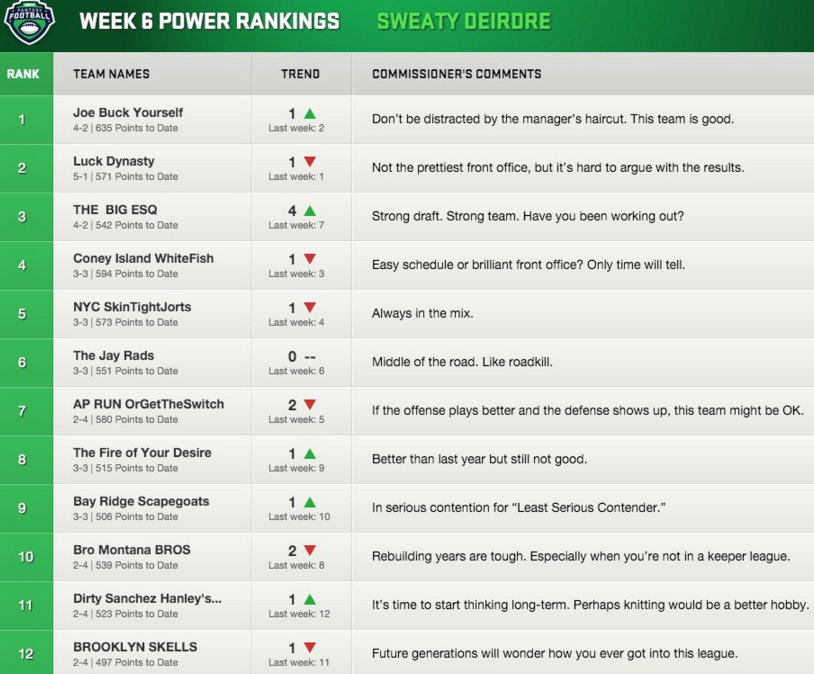 FANTASY
FOOTBALL
WEEK 6 POWER RANKINGS SWEATY DEIRDRE
RANK TEAM NAMES TREND COMMISSIONER'S COMMENTS
1 Joe Buck Yourself 1 Don't be distracted by the manager's haircut. This team is good.
4-2 | 635 Points to Date Last week: 2
2 Luck Dynasty 1 Not the prettiest front office, but it's hard to argue with the results.
5-1 | 571 Points to Date Last week: 1
3 THE BIG ESQ 4 Strong draft. Strong team. Have you been working out?
4-2 | 542 Points to Date Last week: 7
4 Coney Island WhiteFish 1 Easy schedule or brilliant front office? Only time will tell.
3-3 | 594 Points to Date Last week: 3
5 NYC SkinTightJorts 1 Always in the mix.
3-3 | 573 Points to Date Last week: 4
6 The Jay Rads 0 -- Middle of the road. Like roadkill.
3-3 | 551 Points to Date Last week: 6
7 AP RUN OrGetTheSwitch 2 If the offense plays better and the defense shows up, this team might be OK.
2-4 | 580 Points to Date Last week: 5
8 The Fire of Your Desire 1 Better than last year but still not good.
3-3 | 515 Points to Date Last week: 9
9 Bay Ridge Scapegoats 1 In serious contention for “Least Serious Contender.”
3-3 | 506 Points to Date Last week: 10
10 Bro Montana BROS 2 Rebuilding years are tough. Especially when you're not in a keeper league.
2-4 | 539 Points to Date Last week: 8
11 Dirty Sanchez Hanley's... 1 It's time to start thinking long-term. Perhaps knitting would be a better hobby.
2-4 | 523 Points to Date Last week: 12
12 BROOKLYN SKELLS 1 Future generations will wonder how you ever got into this league.
2-4 | 497 Points to Date Last week: 11